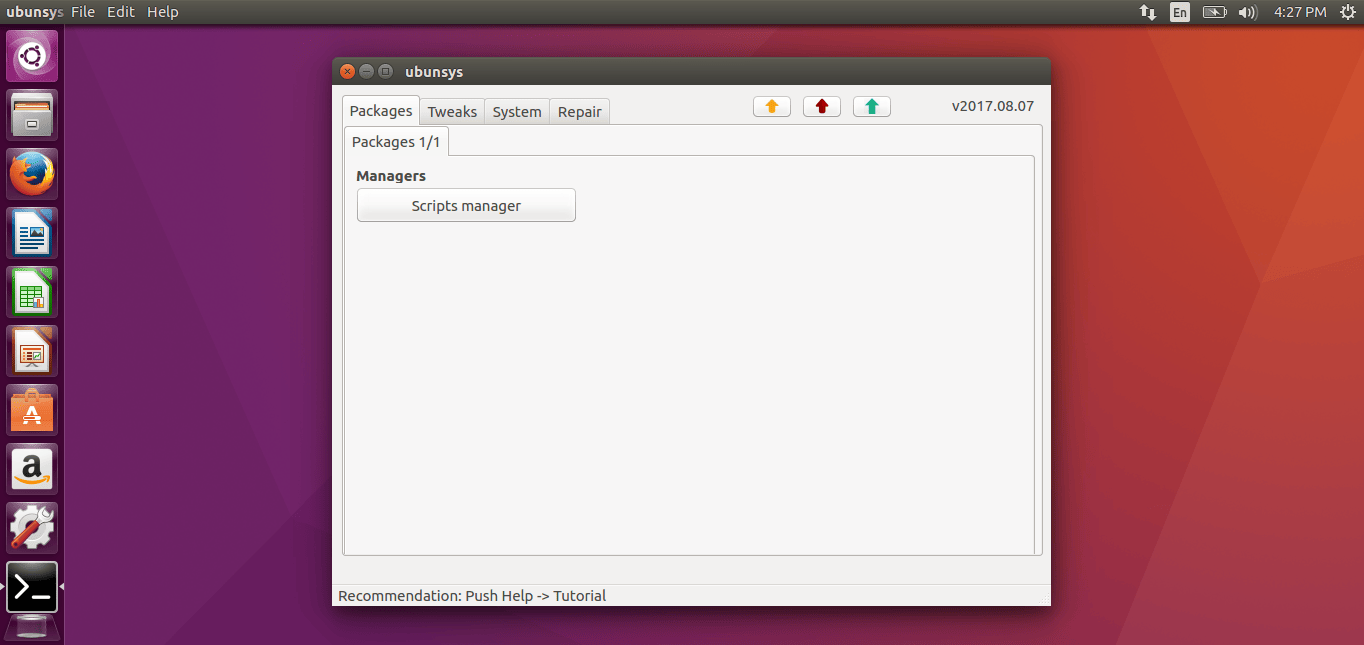 ubunsys File Edit Help En 4:27 PM
ubunsys
Packages Tweaks System Repair v2017.08.07
Packages 1/1
Managers
Scripts manager
a
Recommendation: Push Help -> Tutorial